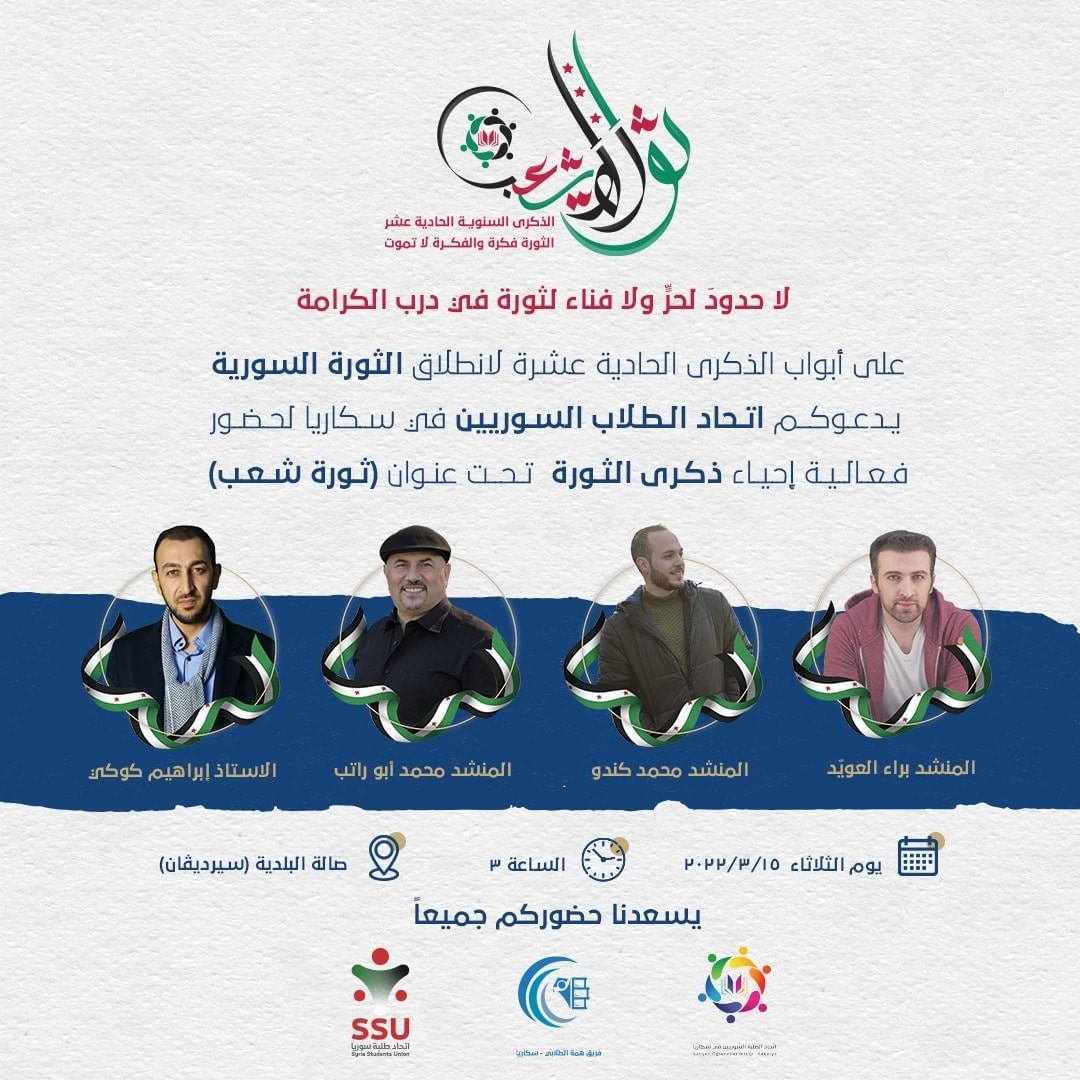 ثورة شعب
الذكرى السنوية الحادية عشر
الثورة فكرة والفكرة لا تموت
لا حدودَ لحرٍّ ولا فناء لثورة في درب الكرامة
على أبواب الذكرى الحادية عشرة لانطلاق الثورة السورية
يدعوكم اتحاد الطلاب السوريين في سكاريا لحضور
فعالية إحياء ذكرى الثورة تحت عنوان (ثورة شعب)
المنشد براء العويّد
المنشد محمد كندو
المنشد محمد أبو راتب
الاستاذ إبراهيم كوكي
يوم الثلاثاء ٢٠٢٢/٣/١٥
الساعة ٣
صالة البلدية (سيرديڤان)
يسعدنا حضوركم جميعاً
اتحاد الطلبة السوريين في سكاريا
فريق همة الطلابي - سكاريا
SSU
اتحاد طلبة سوريا
Syria Students Union